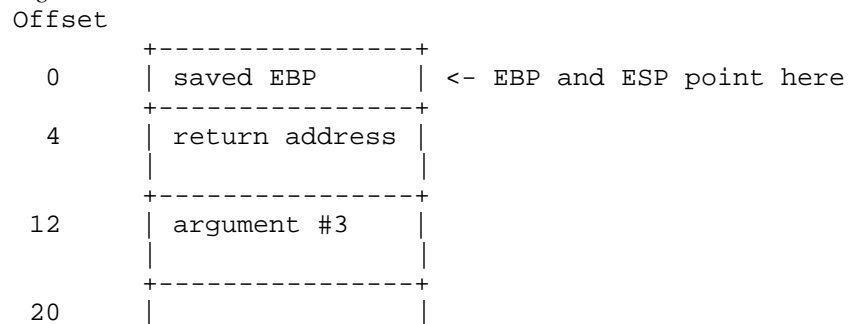 Offset
+----------------+
0 | saved EBP | <- EBP and ESP point here
+----------------+
4 | return address |
| |
+----------------+
12 | argument #3 |
| |
+----------------+
20 | |